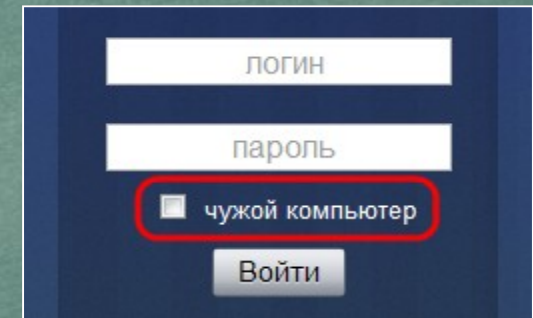 логин
пароль
чужой компьютер
Войти